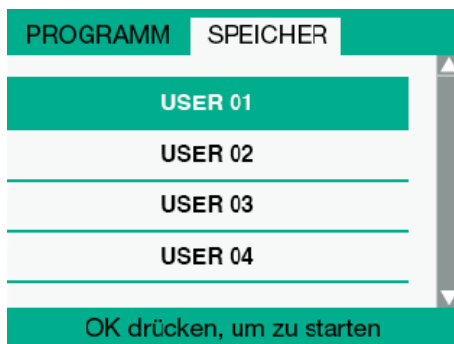 PROGRAMM SPEICHER
USER 01
USER 02
USER 03
USER 04
OK drücken, um zu starten